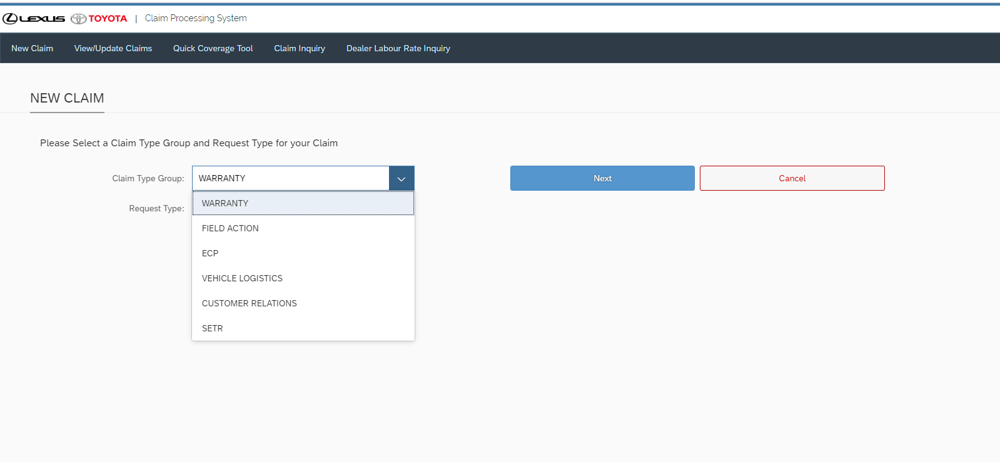 LEXUS TOYOTA | Claim Processing System
New Claim View/Update Claims Quick Coverage Tool Claim Inquiry Dealer Labour Rate Inquiry
NEW CLAIM
Please Select a Claim Type Group and Request Type for your Claim
Claim Type Group: WARRANTY Next Cancel
WARRANTY
Request Type:
FIELD ACTION
ECP
VEHICLE LOGISTICS
CUSTOMER RELATIONS
SETR